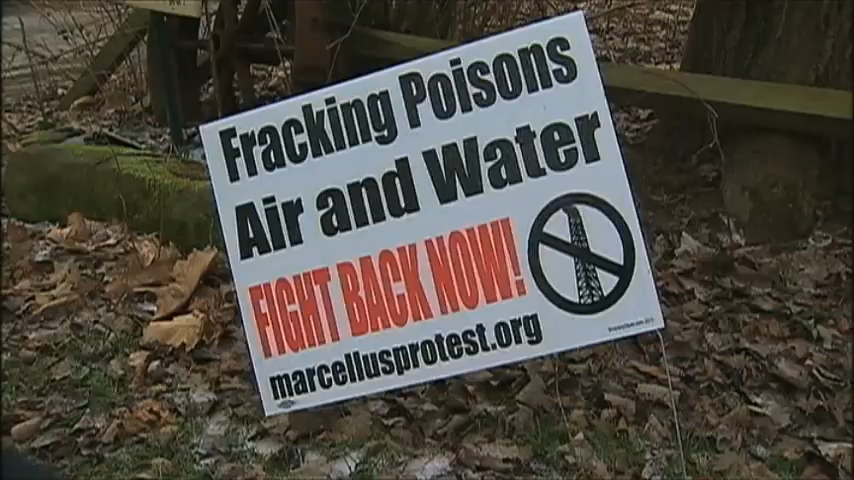 Fracking Poisons
Air and Water
FIGHT BACK NOW!
marcellusprotest.org